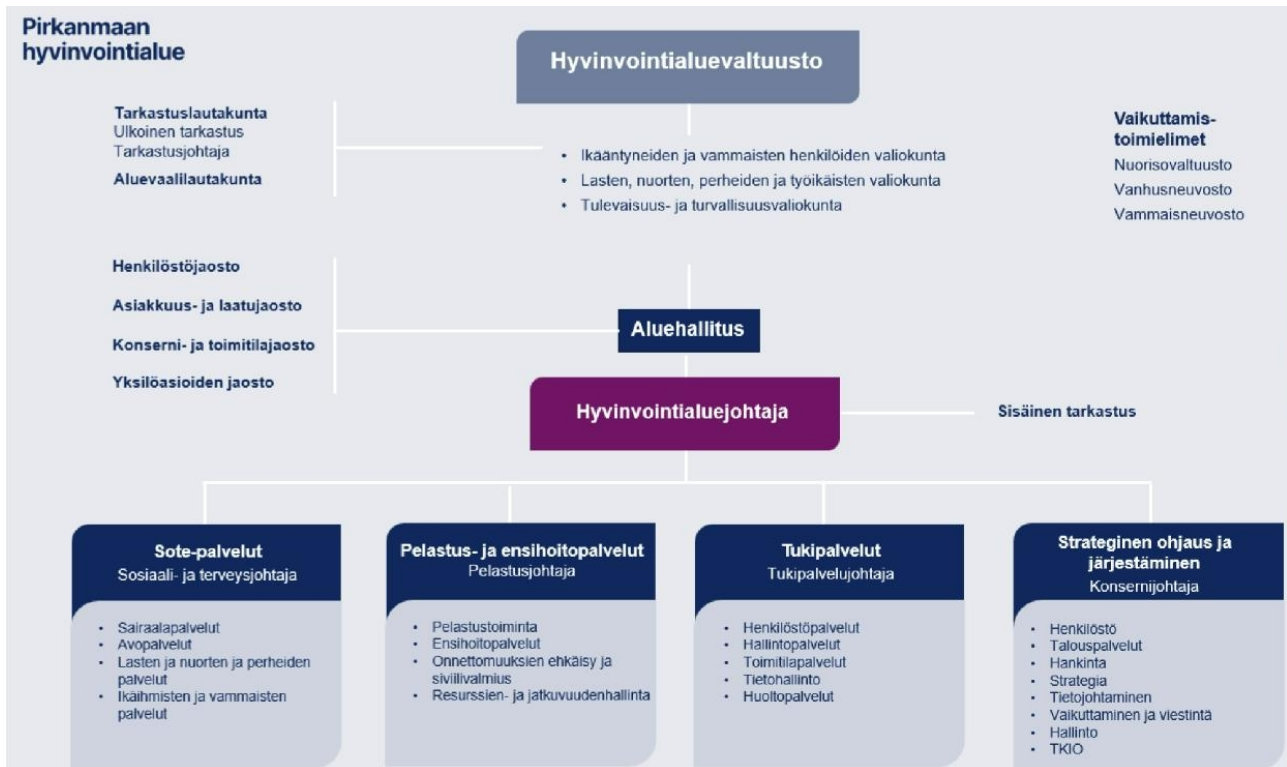 Pirkanmaan
hyvinvointialue
Hyvinvointialuevaltuusto
Tarkastuslautakunta
Ulkoinen tarkastus
Tarkastusjohtaja
Aluevaalilautakunta
• Ikääntyneiden ja vammaisten henkilöiden valiokunta
• Lasten, nuorten, perheiden ja työikäisten valiokunta
• Tulevaisuus- ja turvallisuusvaliokunta
Vaikuttamis-
toimielimet
Nuorisovaltuusto
Vanhusneuvosto
Vammaisneuvosto
Henkilöstöjaosto
Asiakkuus- ja laatujaosto
Konserni- ja toimitilajaosto
Yksilöasioiden jaosto
Aluehallitus
Hyvinvointialuejohtaja
Sisäinen tarkastus
Sote-palvelut
Sosiaali- ja terveysjohtaja
• Sairaalapalvelut
• Avopalvelut
• Lasten ja nuorten ja perheiden
palvelut
• Ikäihmisten ja vammaisten
palvelut
Pelastus- ja ensihoitopalvelut
Pelastusjohtaja
• Pelastustoiminta
• Ensihoitopalvelut
• Onnettomuuksien ehkäisy ja
siviilivalmius
• Resurssien- ja jatkuvuudenhallinta
Tukipalvelut
Tukipalvelujohtaja
• Henkilöstöpalvelut
• Hallintopalvelut
• Toimitilapalvelut
• Tietohallinto
• Huoltopalvelut
Strateginen ohjaus ja
järjestäminen
Konsernijohtaja
• Henkilöstö
• Talouspalvelut
• Hankinta
• Strategia
• Tietojohtaminen
• Vaikuttaminen ja viestintä
• Hallinto
• TKIO